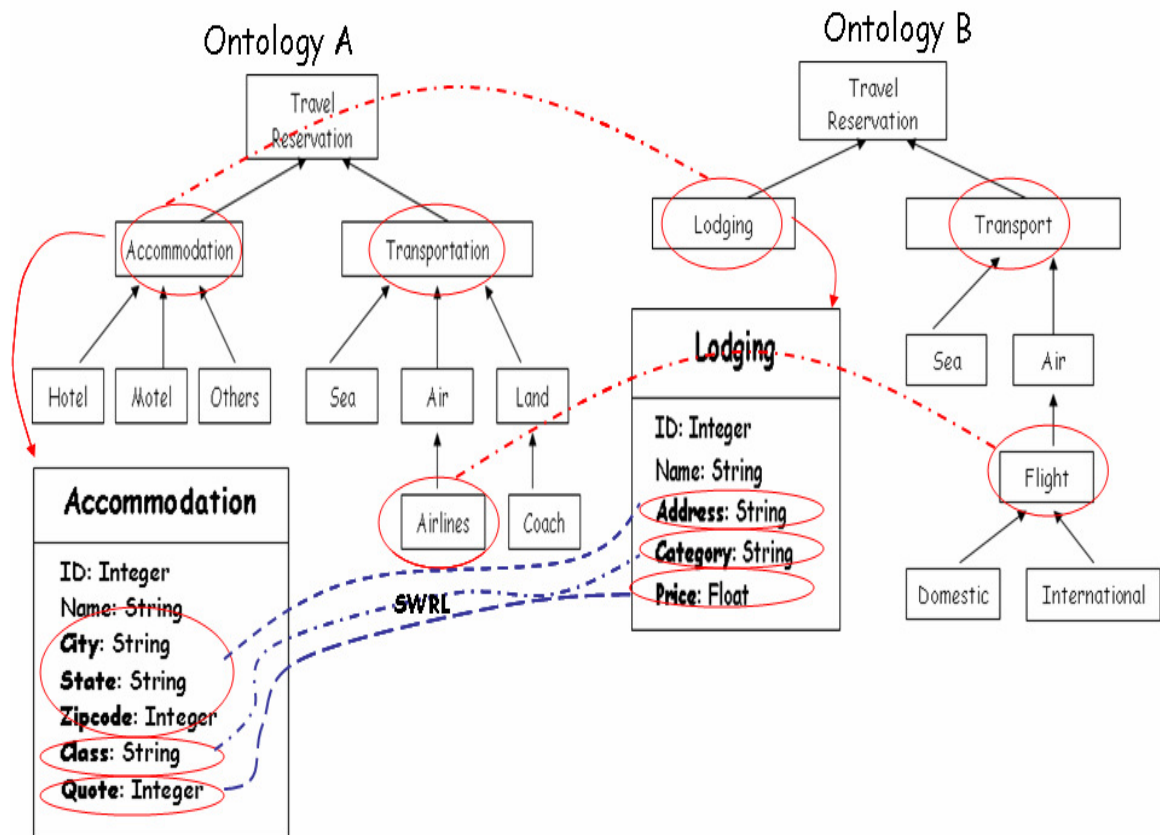 Ontology A
Ontology B
Travel
Reservation
Travel
Reservation
Accommodation
Transportation
Lodging
Transport
Hotel
Motel
Others
Sea
Air
Land
Lodging
Sea
Air
ID: Integer
Name: String
Address: String
Category: String
Price: Float
Airlines
Coach
Flight
Domestic
International
Accommodation
ID: Integer
Name: String
City: String
State: String
Zipcode: Integer
Class: String
Quote: Integer
SWRL